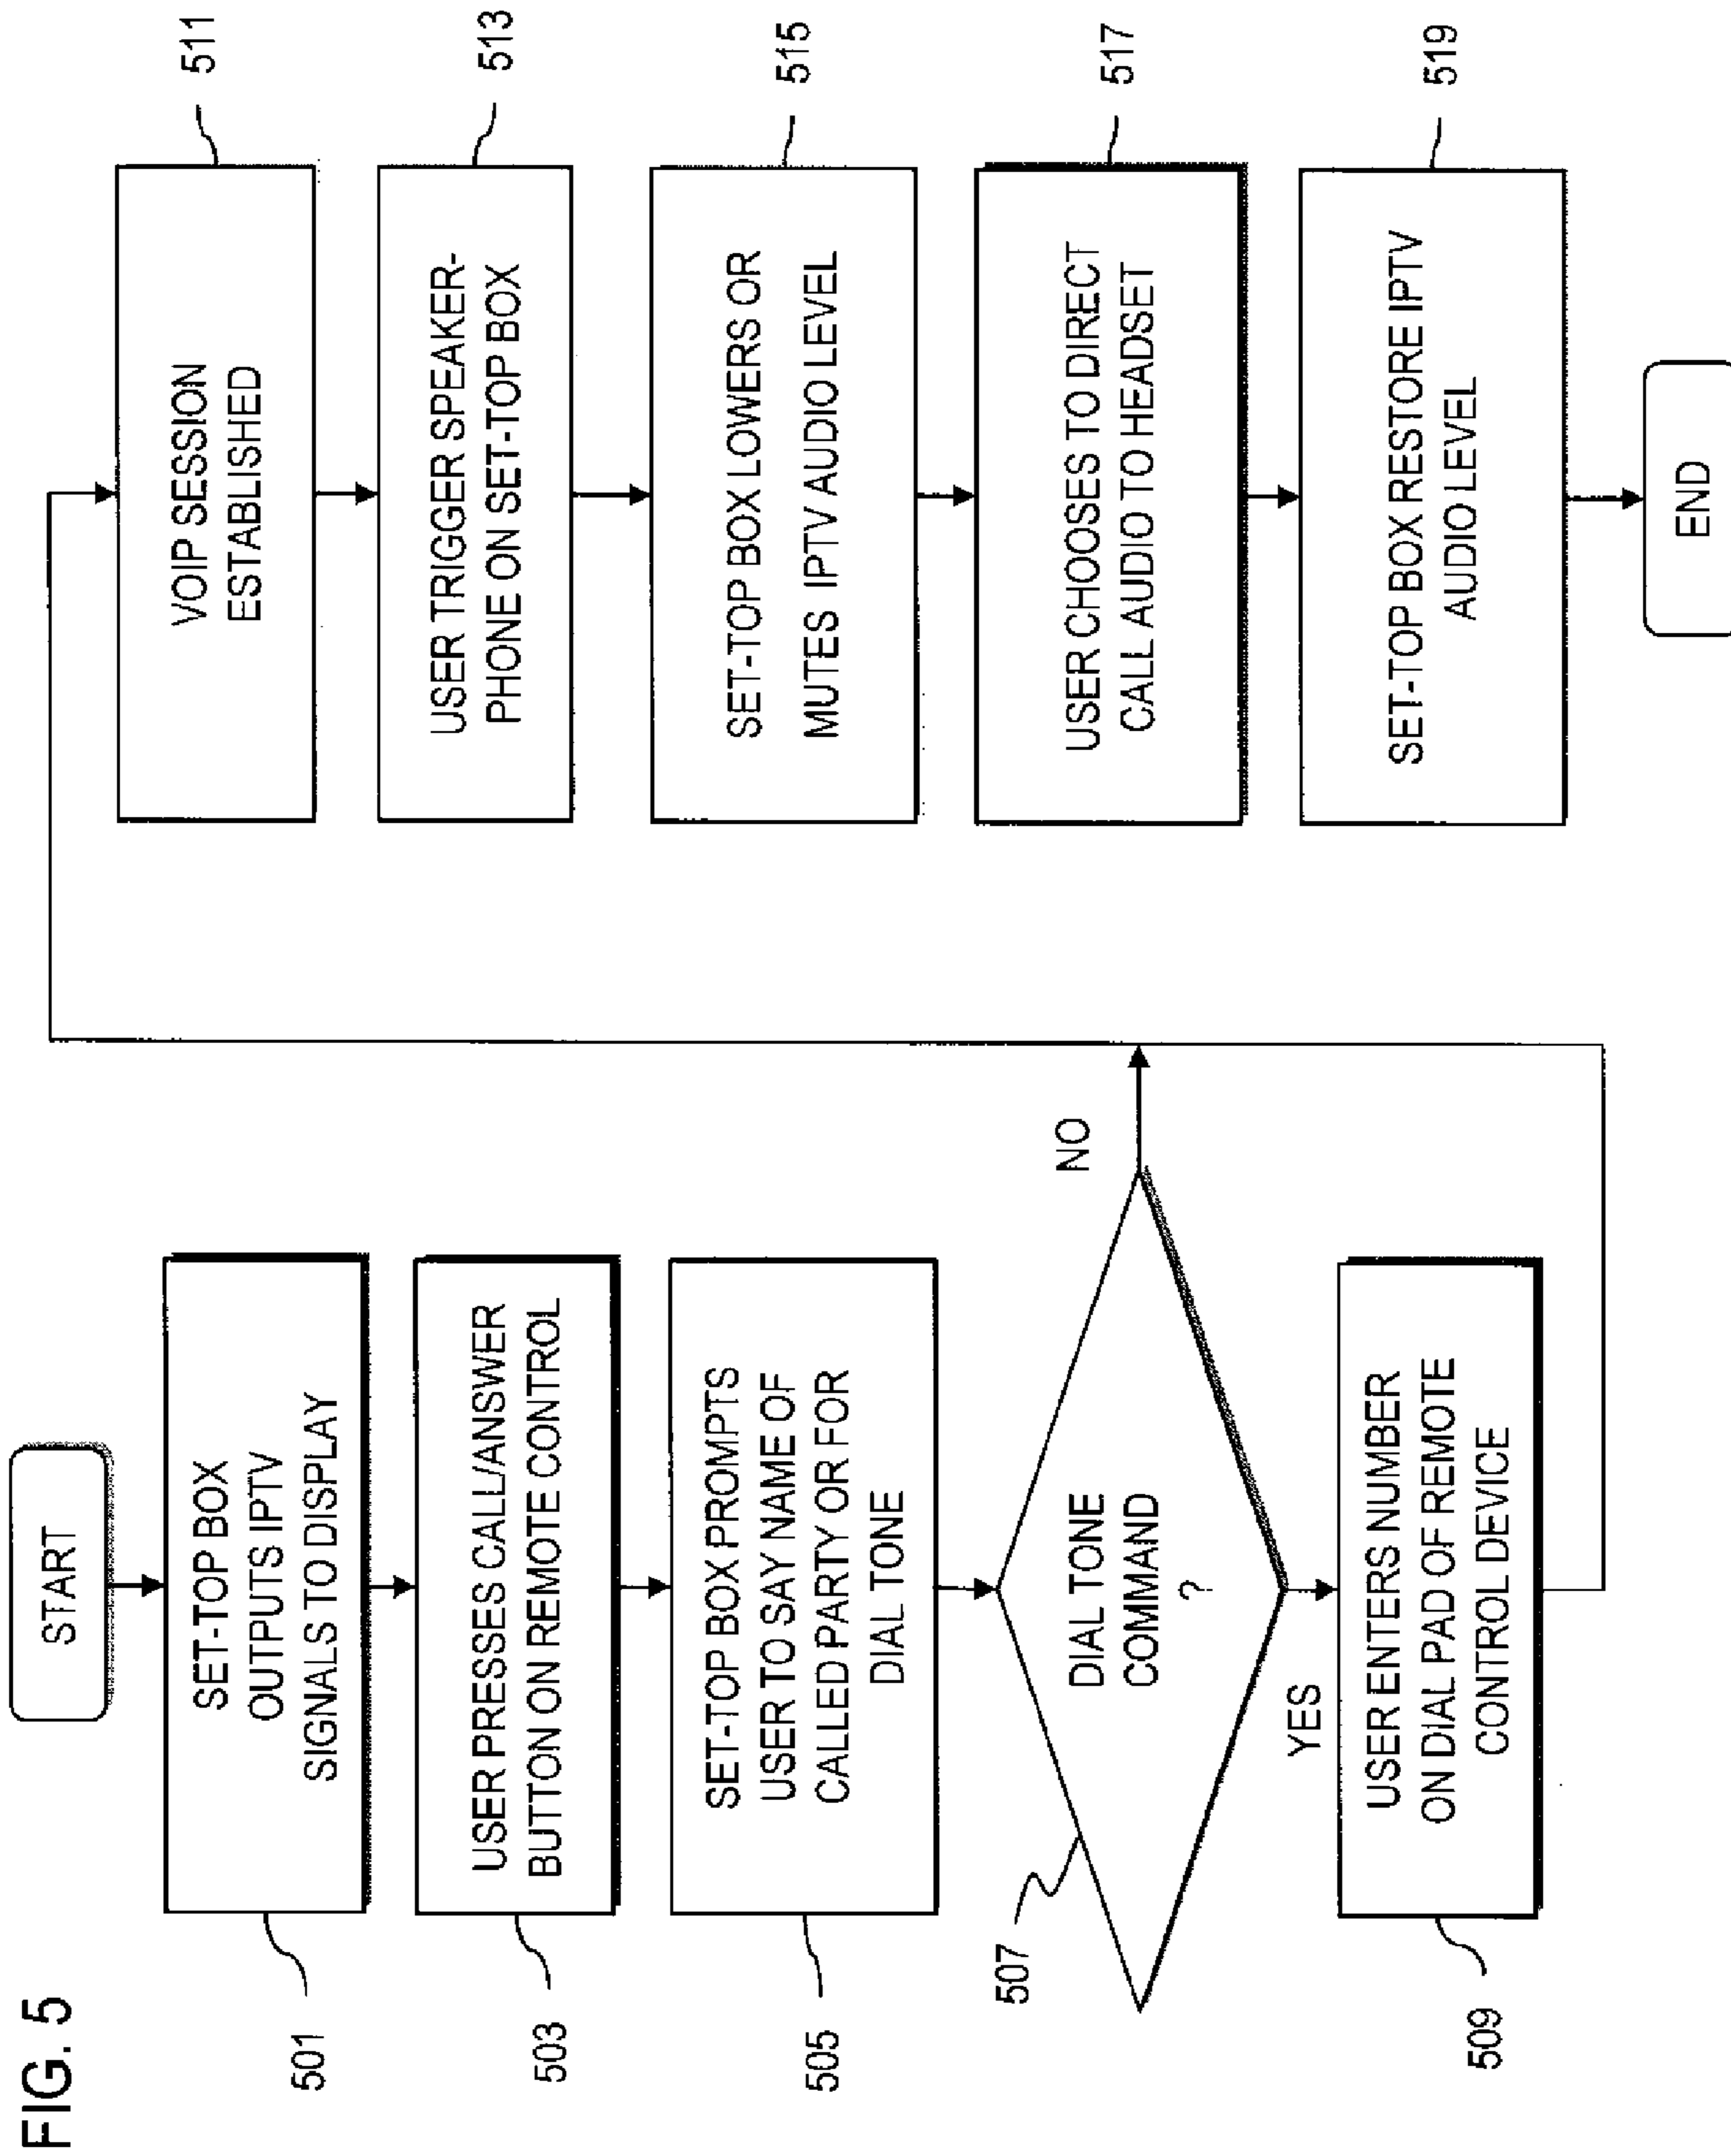 FIG. 5
START
SET-TOP BOX
OUTPUTS IPTV
SIGNALS TO DISPLAY
501
USER PRESSES CALL/ANSWER
BUTTON ON REMOTE CONTROL
503
SET-TOP BOX PROMPTS
USER TO SAY NAME OF
CALLED PARTY OR FOR
DIAL TONE
505
DIAL TONE
COMMAND
?
507
NO
YES
USER ENTERS NUMBER
ON DIAL PAD OF REMOTE
CONTROL DEVICE
509
VOIP SESSION
ESTABLISHED
511
USER TRIGGER SPEAKER-
PHONE ON SET-TOP BOX
513
SET-TOP BOX LOWERS OR
MUTES IPTV AUDIO LEVEL
515
USER CHOOSES TO DIRECT
CALL AUDIO TO HEADSET
517
SET-TOP BOX RESTORE IPTV
AUDIO LEVEL
519
END